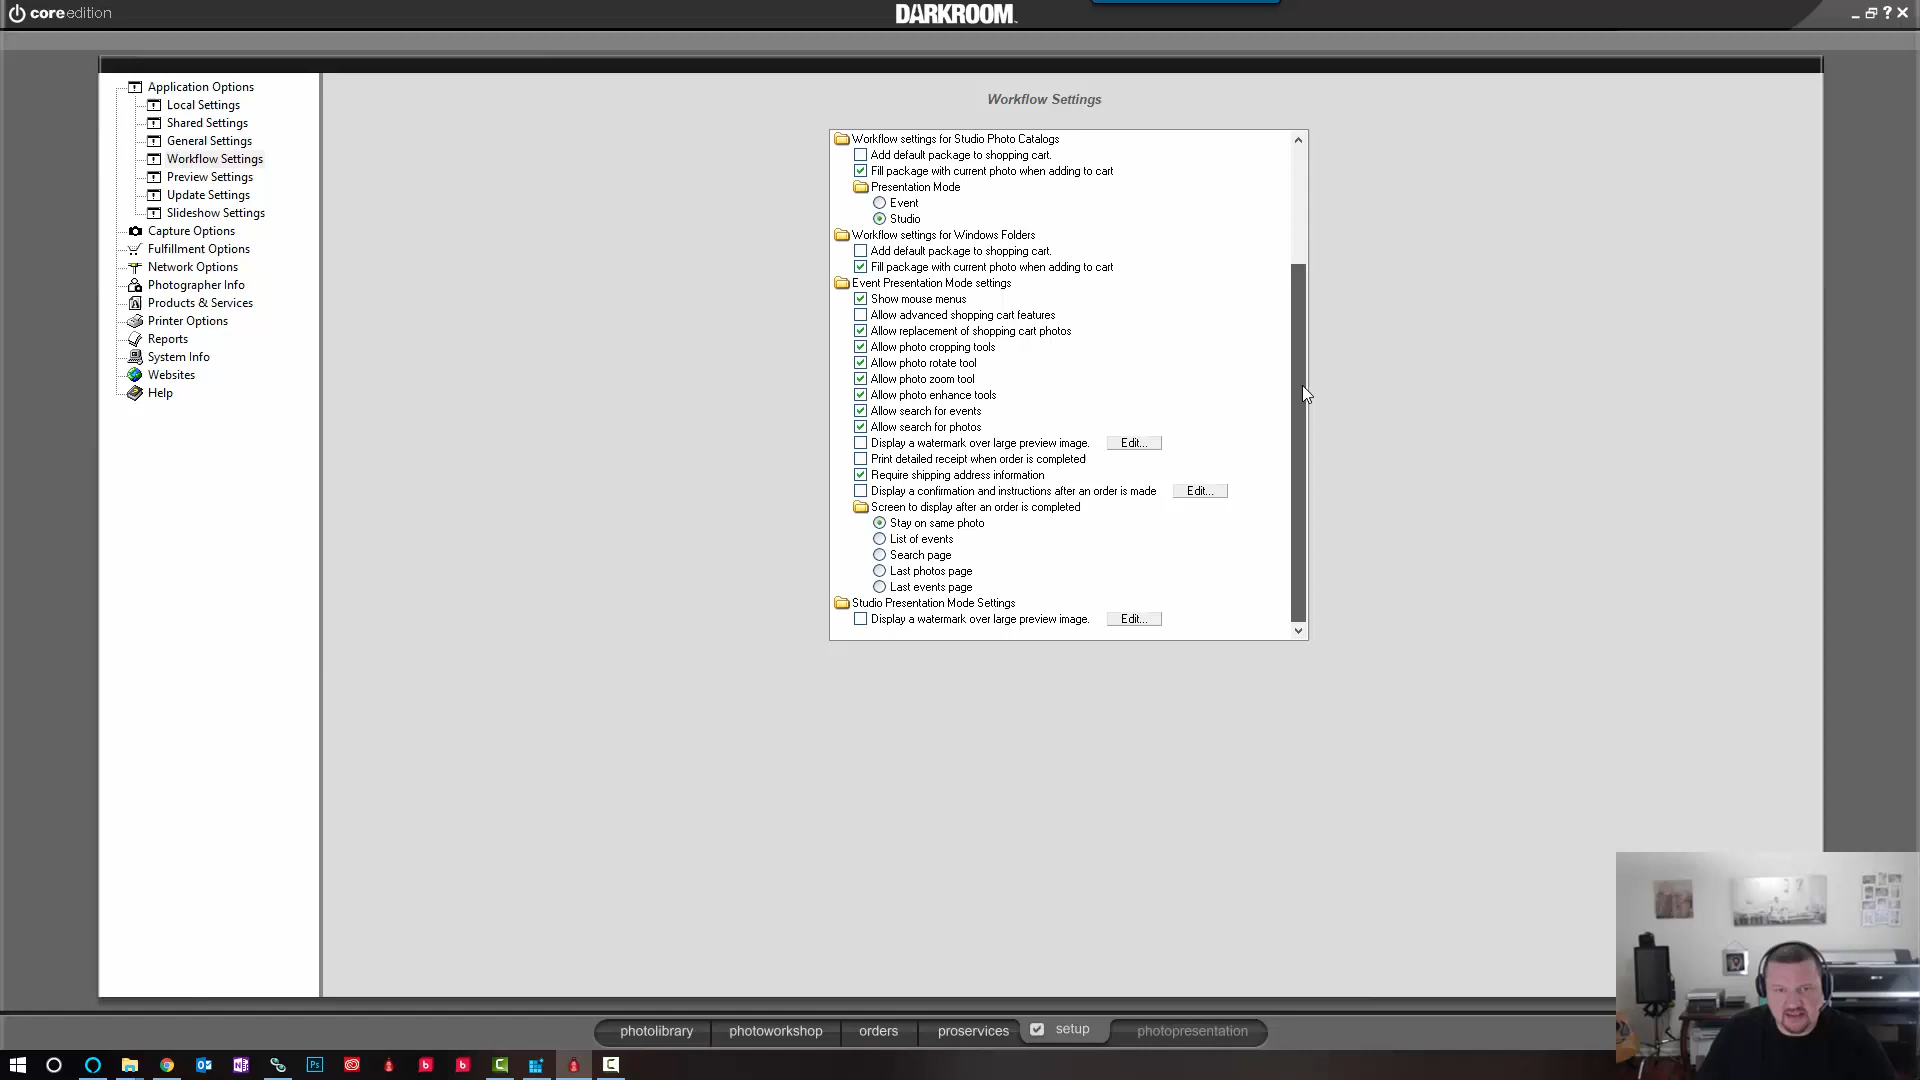 coreedition
DARKROOM
Application Options
Local Settings
Shared Settings
General Settings
Workflow Settings
Preview Settings
Update Settings
Slideshow Settings
Capture Options
Fulfillment Options
Network Options
Photographer Info
Products & Services
Printer Options
Reports
System Info
Websites
Help
Workflow Settings
Workflow settings for Studio Photo Catalogs
Add default package to shopping cart.
Fill package with current photo when adding to cart
Presentation Mode
Event
Studio
Workflow settings for Windows Folders
Add default package to shopping cart.
Fill package with current photo when adding to cart
Event Presentation Mode settings
Show mouse menus
Allow advanced shopping cart features
Allow replacement of shopping cart photos
Allow photo cropping tools
Allow photo rotate tool
Allow photo zoom tool
Allow photo enhance tools
Allow search for events
Allow search for photos
Display a watermark over large preview image. Edit...
Print detailed receipt when order is completed
Require shipping address information
Display a confirmation and instructions after an order is made Edit...
Screen to display after an order is completed
Stay on same photo
List of events
Search page
Last photos page
Last events page
Studio Presentation Mode Settings
Display a watermark over large preview image. Edit...
photolibrary photoworkshop orders proservices setup photopresentation